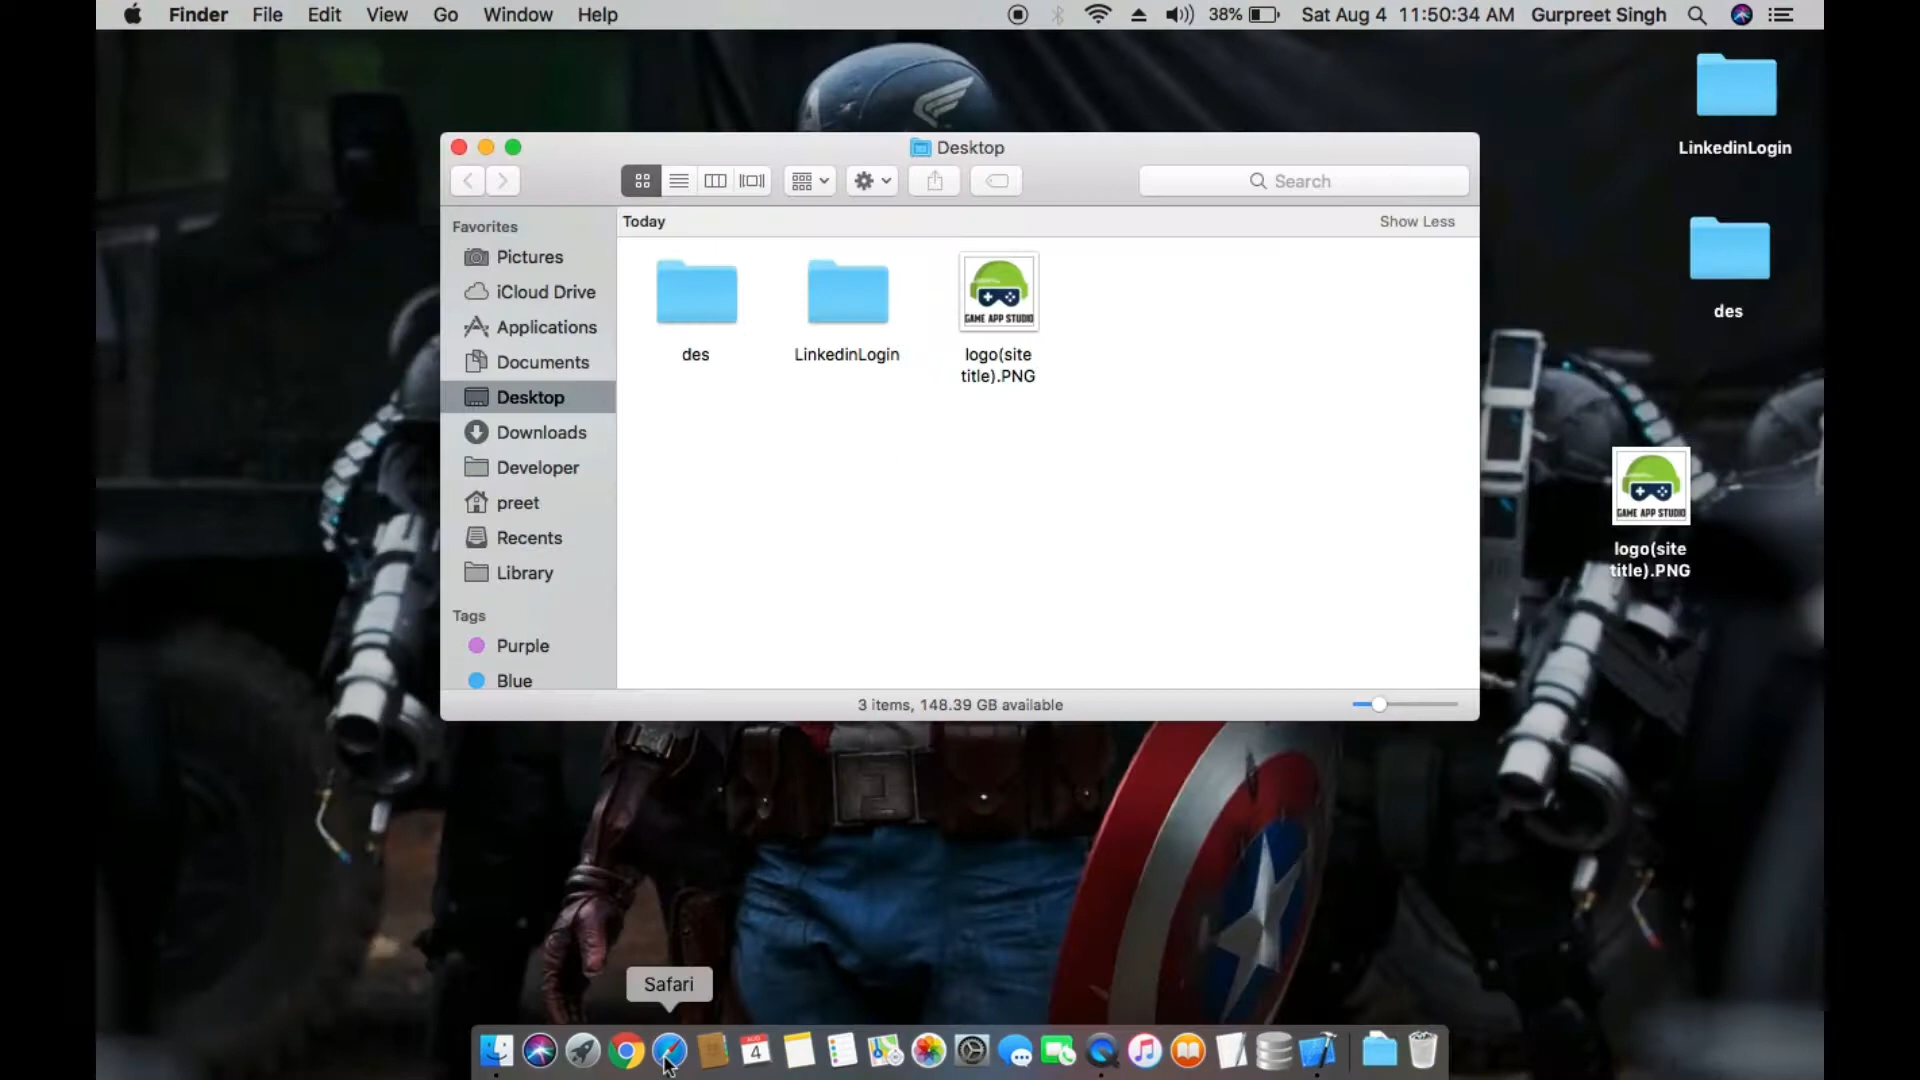 Finder File Edit View Go Window Help 38% Sat Aug 4 11:50:34 AM Gurpreet Singh
LinkedinLogin
des
GAME APP STUDIO
logo(site
title).PNG
Desktop
Search
Favorites
Pictures
iCloud Drive
Applications
Documents
Desktop
Downloads
Developer
preet
Recents
Library
Tags
Purple
Blue
Today Show Less
des
LinkedinLogin
GAME APP STUDIO
logo(site
title).PNG
3 items, 148.39 GB available
Safari
AUG
4